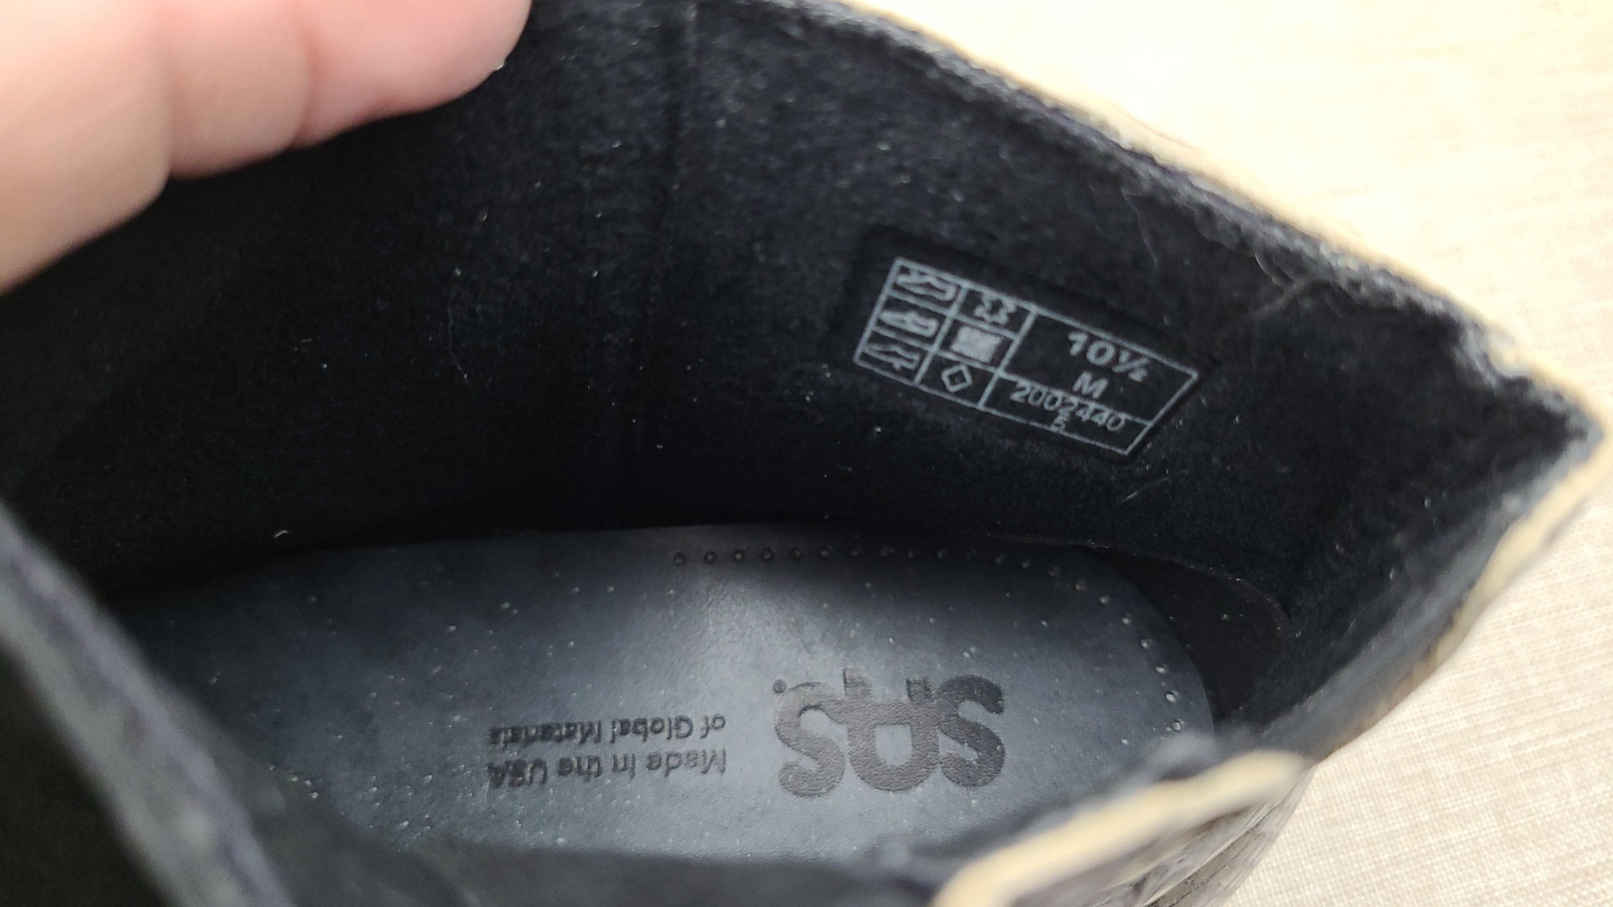 10½
M
2002440
5
SAS®
Made in the USA
of Global Materials